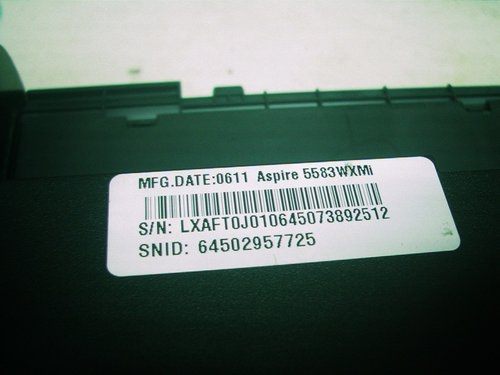 MFG.DATE:0611 Aspire 5583WXMi
S/N: LXAFT0J010645073892512
SNID: 64502957725